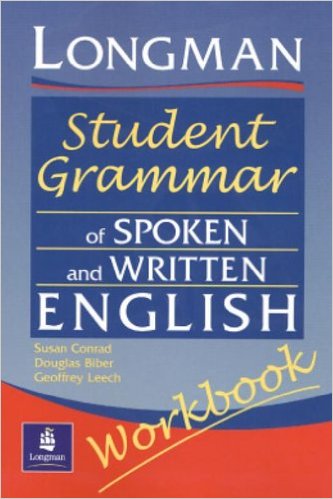 LONGMAN
Student
Grammar
of SPOKEN
and WRITTEN
ENGLISH
Susan Conrad
Douglas Biber
Geoffrey Leech
Workbook
Longman